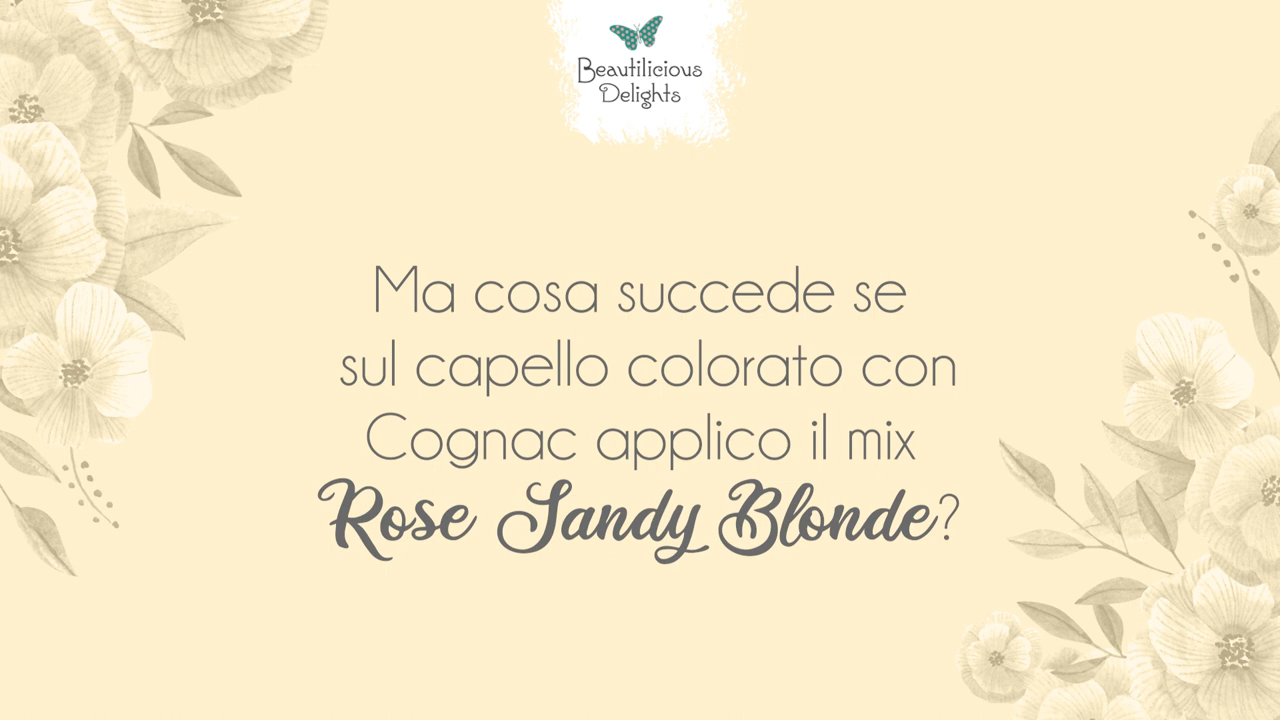 Beautilicious
Delights
Ma cosa succede se
sul capello colorato con
Cognac applico il mix
Rose Sandy Blonde?